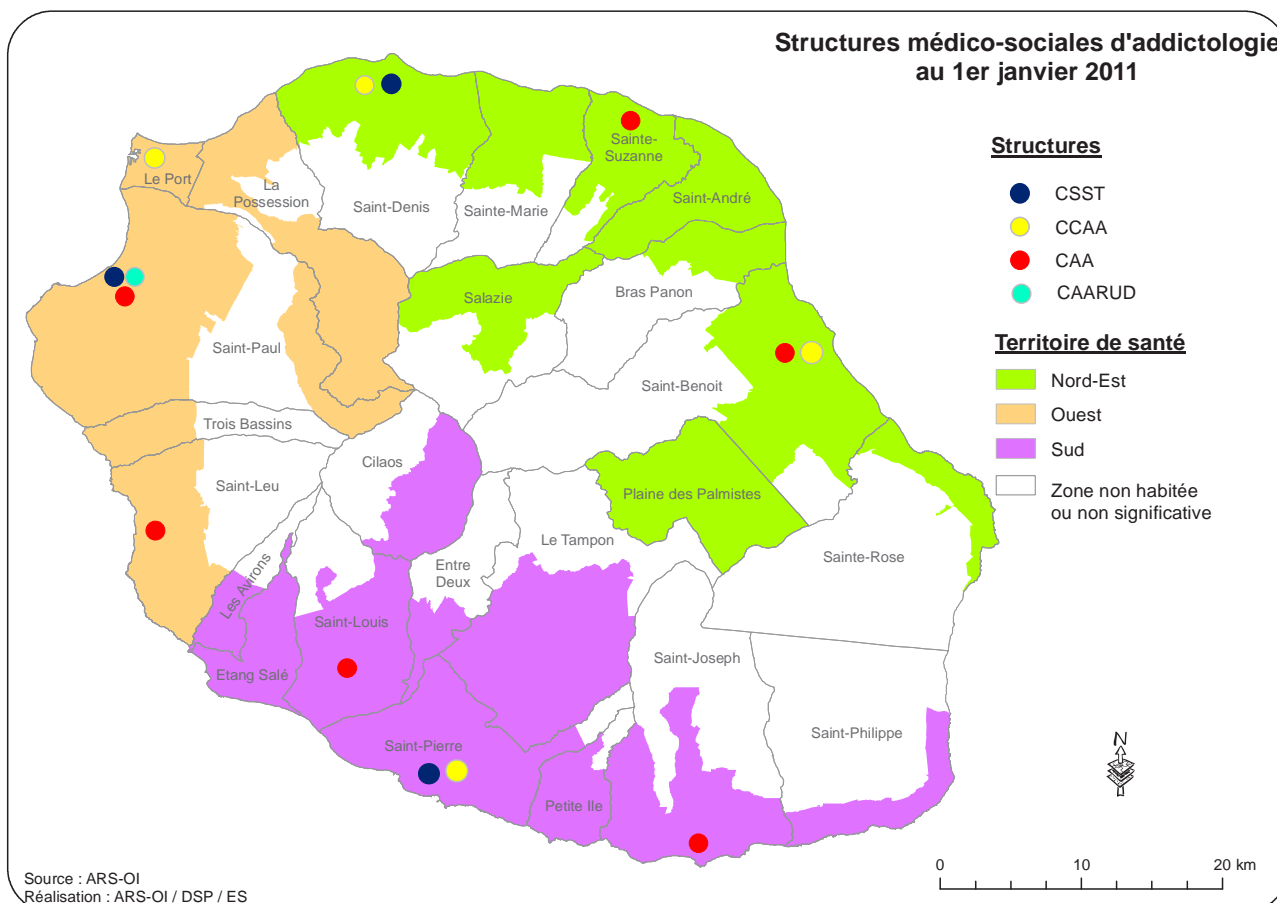 Structures médico-sociales d'addictologie
au 1er janvier 2011
Structures
CSST
CCAA
CAA
CAARUD
Territoire de santé
Nord-Est
Ouest
Sud
Zone non habitée
ou non significative
Le Port
La
Possession
Saint-Denis
Sainte-Marie
Sainte-
Suzanne
Saint-André
Salazie
Bras Panon
Saint-Paul
Saint-Benoit
Trois Bassins
Cilaos
Saint-Leu
Plaine des Palmistes
Le Tampon
Sainte-Rose
Entre
Deux
Les Avirons
Saint-Louis
Saint-Joseph
Etang Salé
Saint-Philippe
Saint-Pierre
Petite Ile
N
0 10 20 km
Source : ARS-OI
Réalisation : ARS-OI / DSP / ES